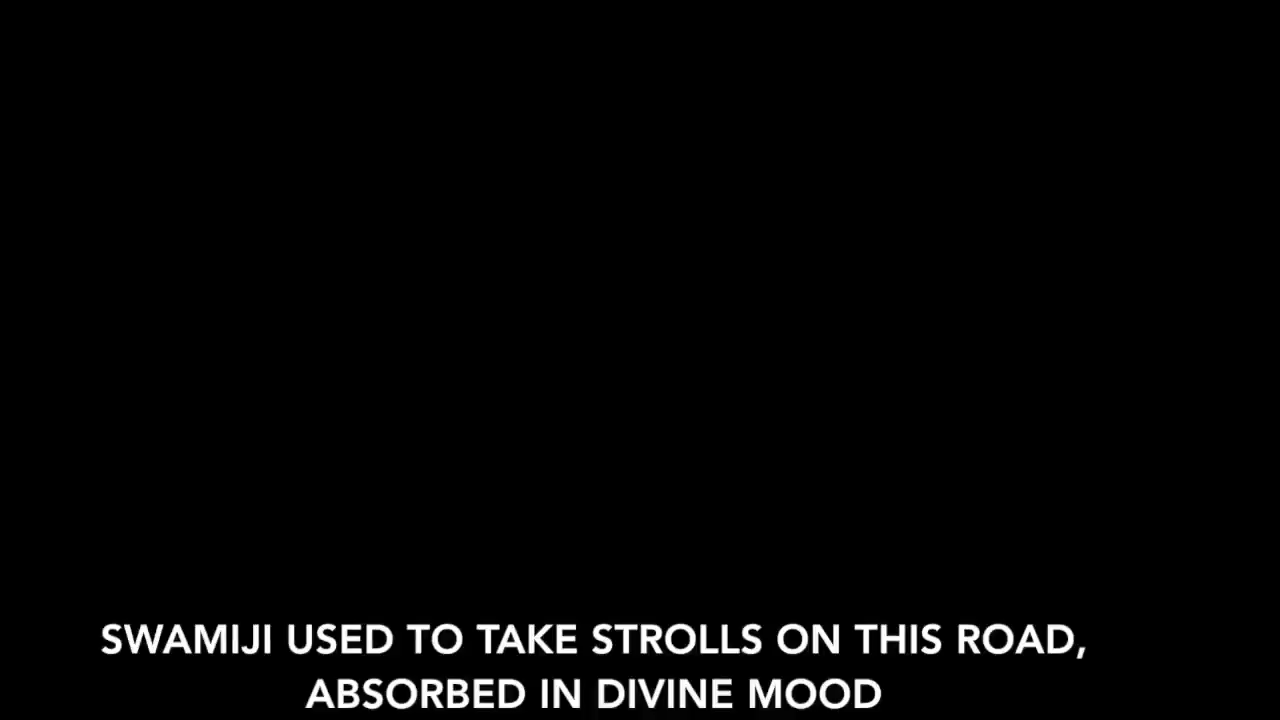 SWAMIJI USED TO TAKE STROLLS ON THIS ROAD,
ABSORBED IN DIVINE MOOD